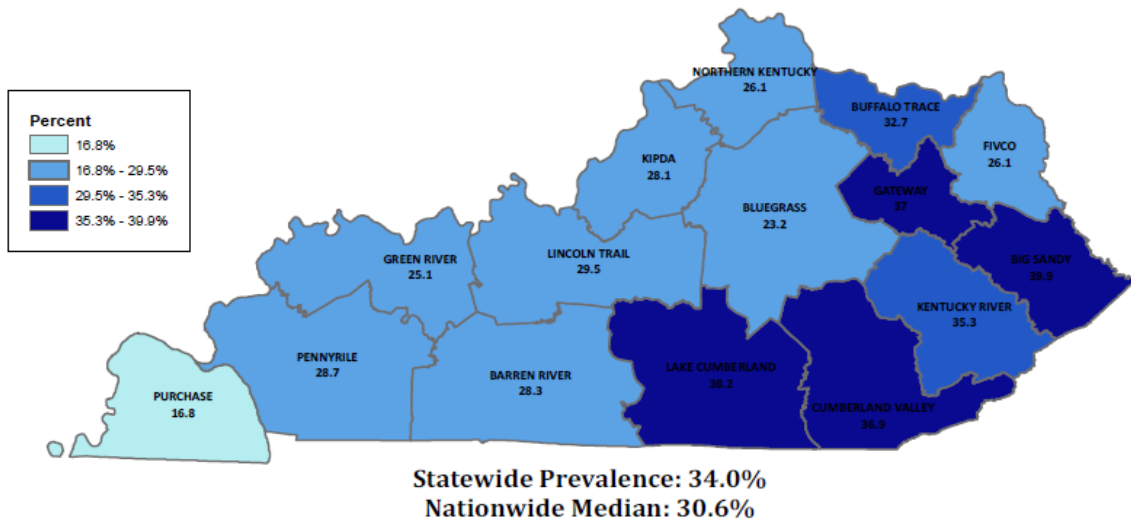 Percent
16.8%
16.8% - 29.5%
29.5% - 35.3%
35.3% - 39.9%
NORTHERN KENTUCKY
26.1
BUFFALO TRACE
32.7
FIVCO
26.1
KIPDA
28.1
GATEWAY
37
BLUEGRASS
23.2
LINCOLN TRAIL
29.5
GREEN RIVER
25.1
BIG SANDY
39.9
KENTUCKY RIVER
35.3
PENNYRILE
28.7
BARREN RIVER
28.3
LAKE CUMBERLAND
38.2
CUMBERLAND VALLEY
36.9
PURCHASE
16.8
Statewide Prevalence: 34.0%
Nationwide Median: 30.6%